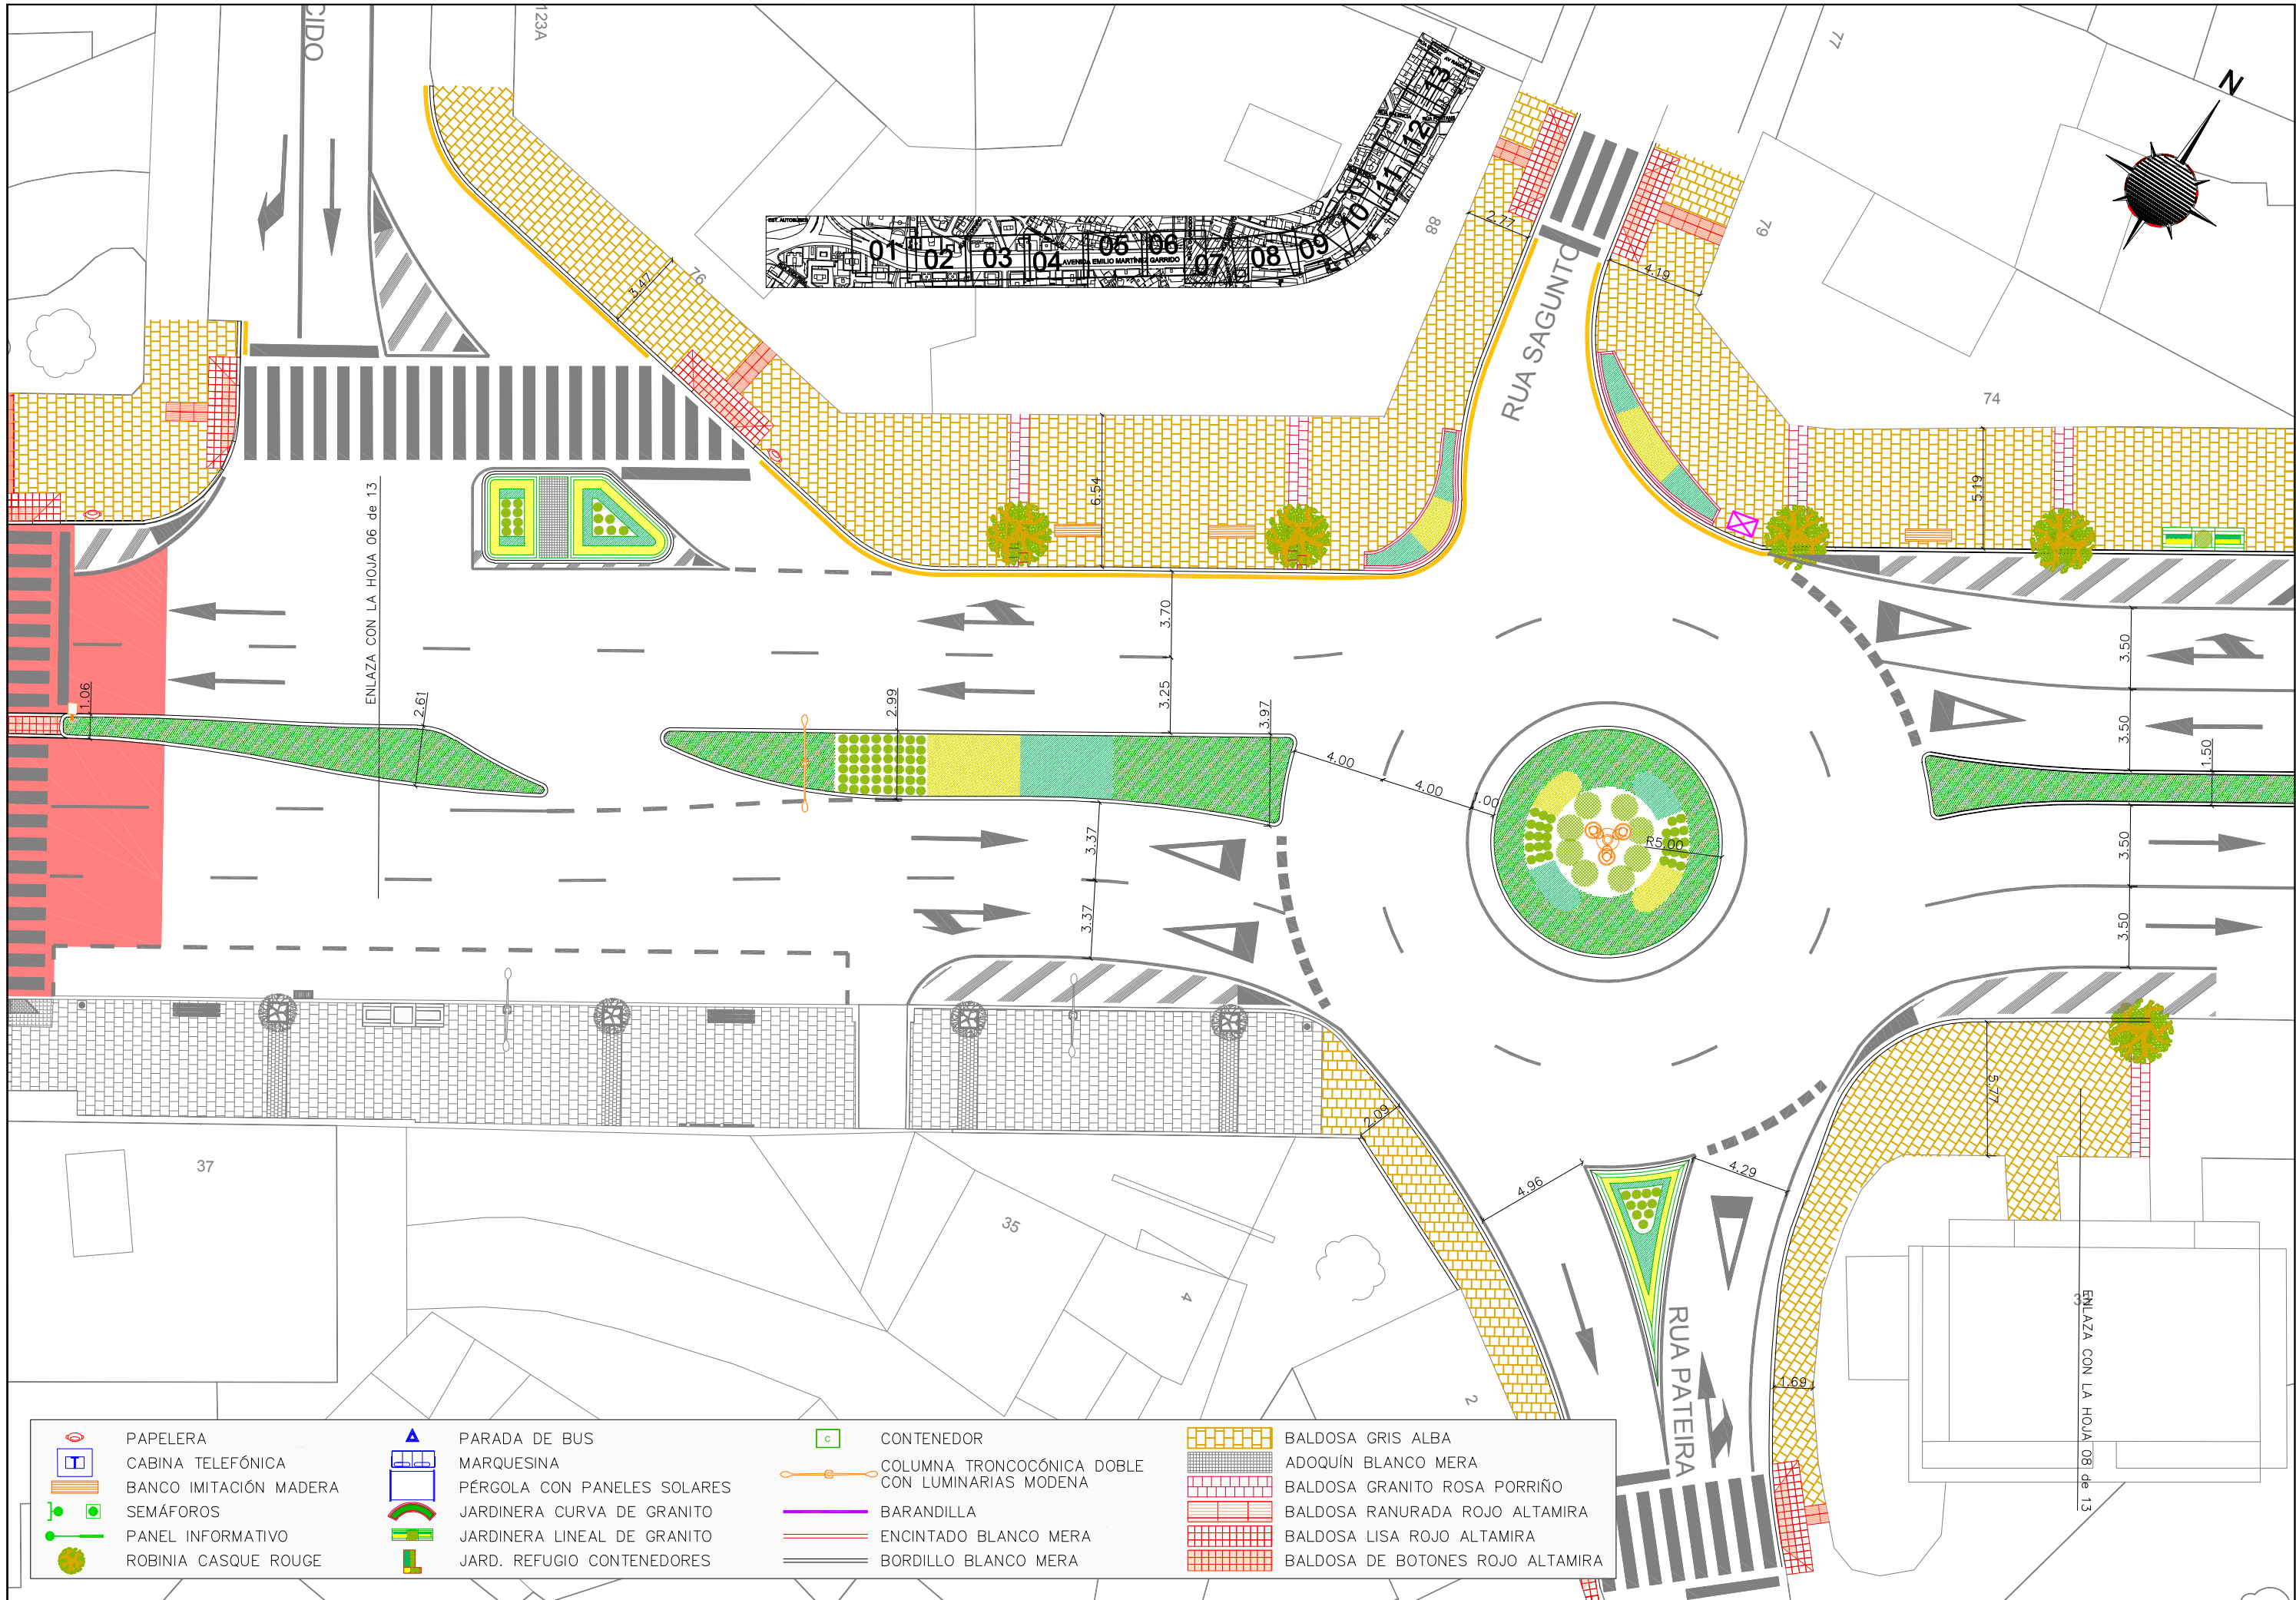 CIDO
123A
77
N
13
12
11
10
09
08
07
06
05
04
03
02
01
EST. AUTOBUSES
AVENIDA EMILIO MARTÍNEZ GARRIDO
88
2.77
79
4.19
76
3.47
RUA SAGUNTO
74
6.54
5.19
ENLAZA CON LA HOJA 06 de 13
3.70
3.25
3.50
3.50
1.06
2.61
2.99
3.97
4.00
4.00
1.00
R5.00
1.50
3.37
3.37
3.50
3.50
2.09
5.77
37
35
4
2
4.96
4.29
RUA PATEIRA
1.69
ENLAZA CON LA HOJA 08 de 13
PAPELERA
CABINA TELEFÓNICA
BANCO IMITACIÓN MADERA
SEMÁFOROS
PANEL INFORMATIVO
ROBINIA CASQUE ROUGE
PARADA DE BUS
MARQUESINA
PÉRGOLA CON PANELES SOLARES
JARDINERA CURVA DE GRANITO
JARDINERA LINEAL DE GRANITO
JARD. REFUGIO CONTENEDORES
C
CONTENEDOR
COLUMNA TRONCOCÓNICA DOBLE
CON LUMINARIAS MODENA
BARANDILLA
ENCINTADO BLANCO MERA
BORDILLO BLANCO MERA
BALDOSA GRIS ALBA
ADOQUÍN BLANCO MERA
BALDOSA GRANITO ROSA PORRIÑO
BALDOSA RANURADA ROJO ALTAMIRA
BALDOSA LISA ROJO ALTAMIRA
BALDOSA DE BOTONES ROJO ALTAMIRA
T